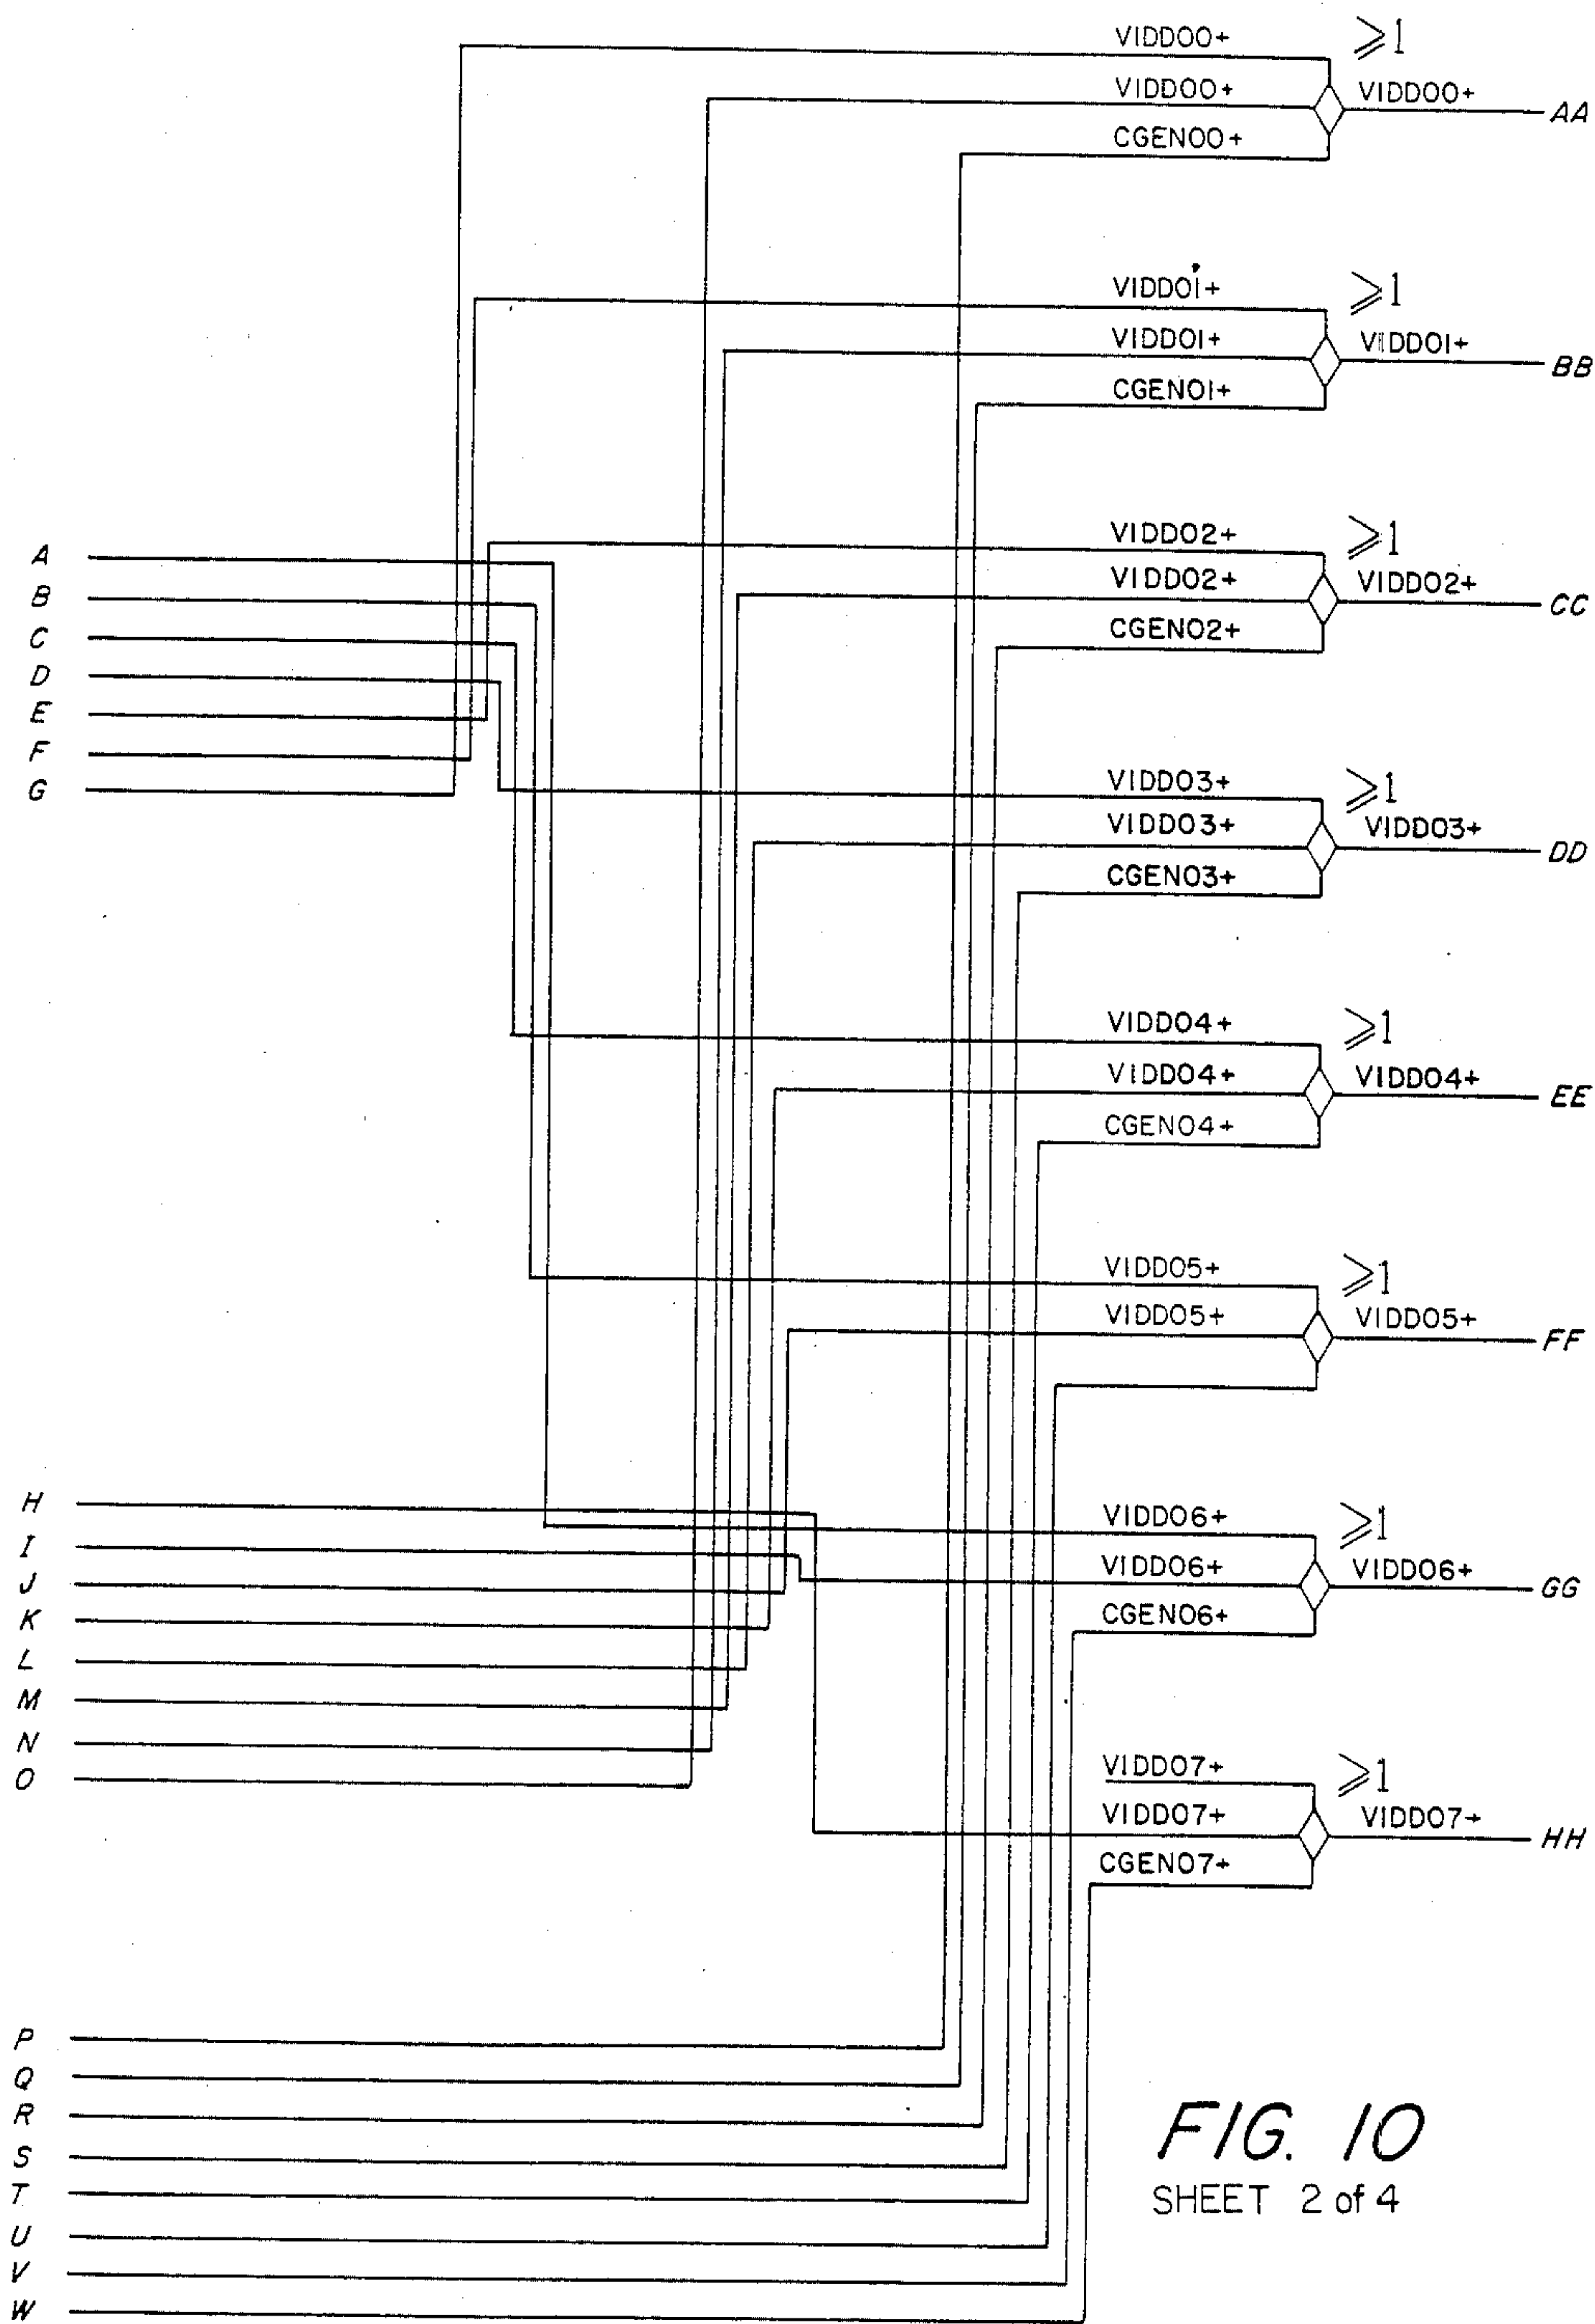 VIDD00+ ≥1
VIDD00+ VIDD00+ AA
CGEN00+
VIDD01+ ≥1
VIDD01+ VIDD01+ BB
CGEN01+
VIDD02+ ≥1
A
VIDD02+ VIDD02+ CC
B
CGEN02+
C
D
E
F
VIDD03+ ≥1
G
VIDD03+ VIDD03+ DD
CGEN03+
VIDD04+ ≥1
VIDD04+ VIDD04+ EE
CGEN04+
VIDD05+ ≥1
VIDD05+ VIDD05+ FF
H
VIDD06+ ≥1
I
VIDD06+ VIDD06+ GG
J
CGEN06+
K
L
M
N
VIDD07+ ≥1
O
VIDD07+ VIDD07+ HH
CGEN07+
P
Q
R
S
T
U
V
W
FIG. 10
SHEET 2 of 4